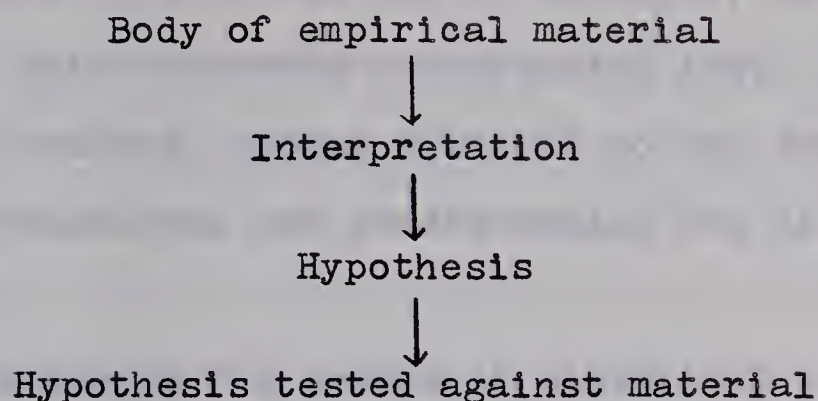 Body of empirical material
Interpretation
Hypothesis
Hypothesis tested against material